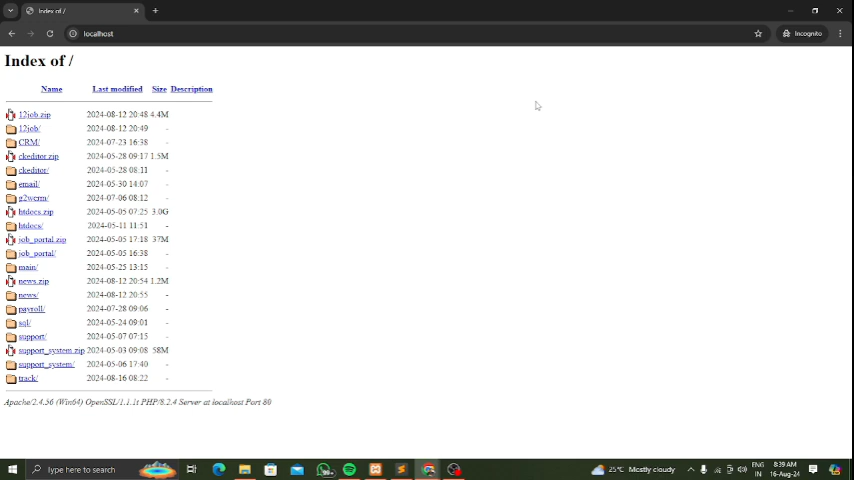 Index of /
localhost
Incognito
Index of /
Name Last modified Size Description
12job.zip 2024-08-12 20:48 4.4M
12job/ 2024-08-12 20:49 -
CRM/ 2024-07-23 16:38 -
ckeditor.zip 2024-05-28 09:17 1.5M
ckeditor/ 2024-05-28 08:11 -
email/ 2024-05-30 14:07 -
g2wcrm/ 2024-07-06 08:12 -
htdocs.zip 2024-05-05 07:25 3.0G
htdocs/ 2024-05-11 11:51 -
job_portal.zip 2024-05-05 17:18 37M
job_portal/ 2024-05-05 16:38 -
main/ 2024-05-25 13:15 -
news.zip 2024-08-12 20:54 1.2M
news/ 2024-08-12 20:55 -
payroll/ 2024-07-28 09:06 -
sql/ 2024-05-24 09:01 -
support/ 2024-05-07 07:15 -
support_system.zip 2024-05-03 09:08 58M
support_system/ 2024-05-06 17:40 -
track/ 2024-08-16 08:22 -
Apache/2.4.56 (Win64) OpenSSL/1.1.1t PHP/8.2.4 Server at localhost Port 80
Type here to search
99+
25°C Mostly cloudy
ENG
IN
8:39 AM
16-Aug-24